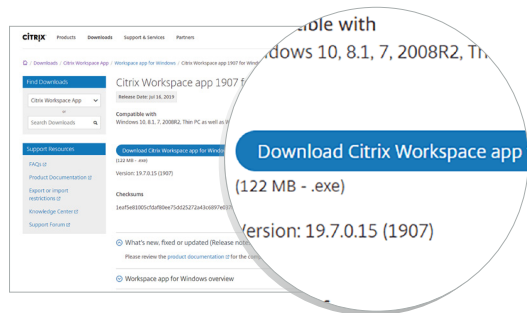 CITRIX Products Downloads Support & Services Partners
/ Downloads / Citrix Workspace App / Workspace app for Windows / Citrix Workspace app 1907 for Wind
Find Downloads
Citrix Workspace App
or
Search Downloads
Support Resources
FAQs
Product Documentation
Export or import
restrictions
Knowledge Center
Support Forum
Citrix Workspace app 1907 f
Release Date: Jul 16, 2019
Compatible with
Windows 10, 8.1, 7, 2008R2, Thin PC as well as
Download Citrix Workspace app for Window
(122 MB - .exe)
Version: 19.7.0.15 (1907)
Checksums
What's new, fixed or updated (Release note
Please review the product documentation for the com
Workspace app for Windows overview
tible with
dows 10, 8.1, 7, 2008R2, Th
Download Citrix Workspace app
(122 MB - .exe)
Version: 19.7.0.15 (1907)